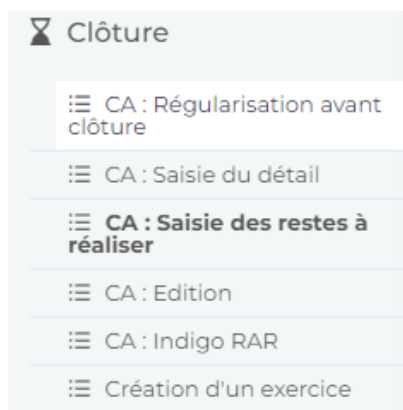 Clôture
CA : Régularisation avant
clôture
CA : Saisie du détail
CA : Saisie des restes à
réaliser
CA : Edition
CA : Indigo RAR
Création d'un exercice